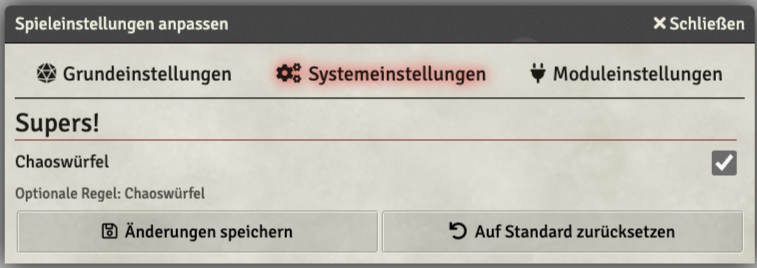 Spieleinstellungen anpassen
Schließen
Grundeinstellungen
Systemeinstellungen
Moduleinstellungen
Supers!
Chaoswürfel
Optionale Regel: Chaoswürfel
Änderungen speichern
Auf Standard zurücksetzen